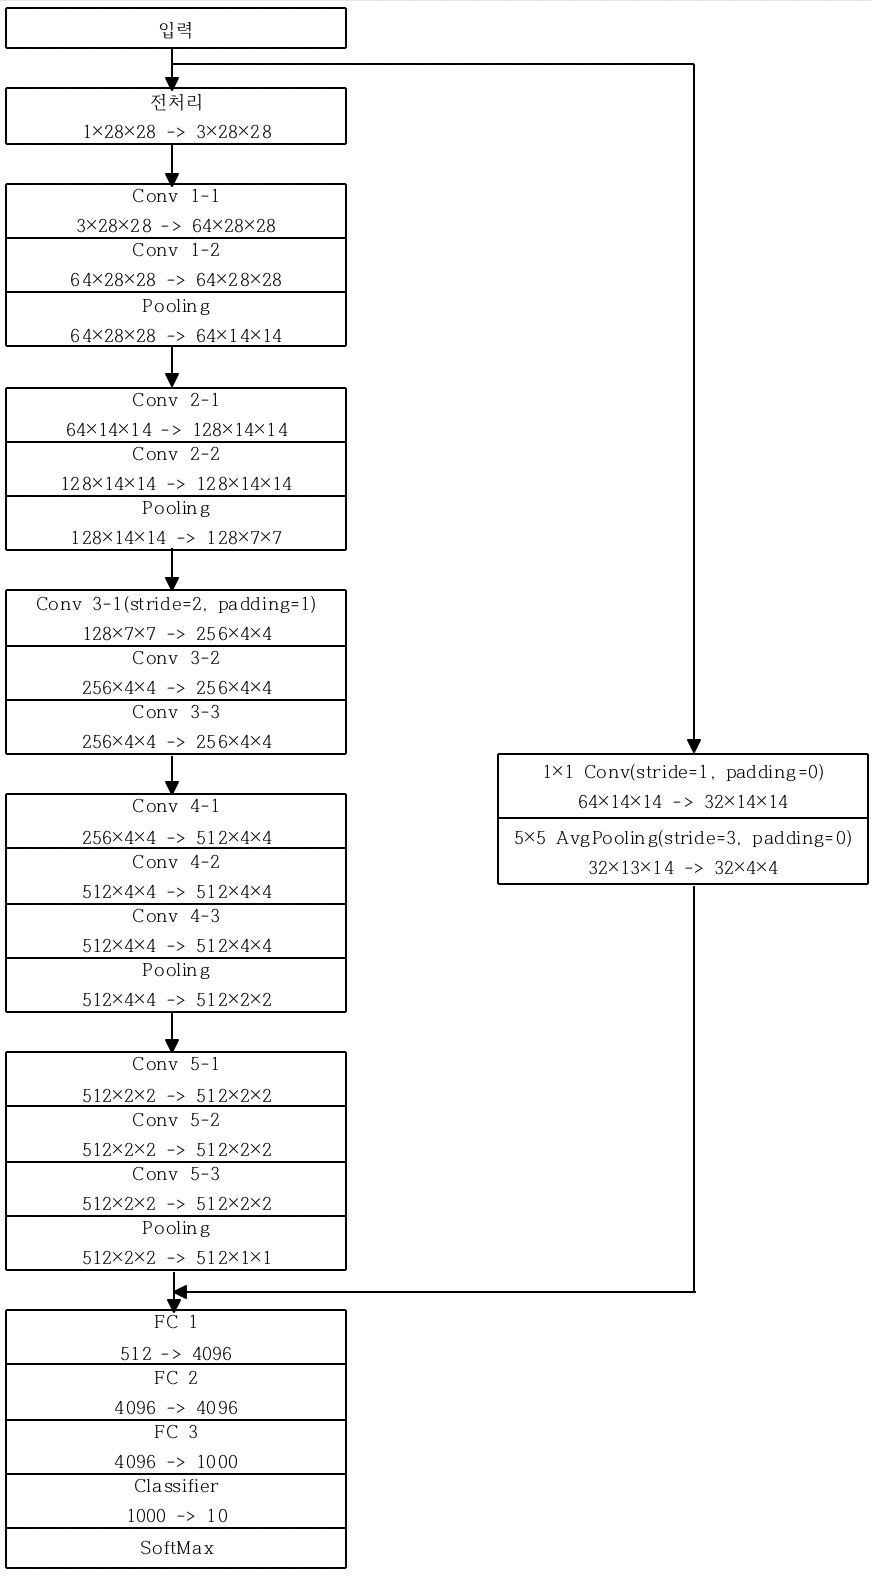 입력
전처리
1×28×28 -> 3×28×28
Conv 1-1
3×28×28 -> 64×28×28
Conv 1-2
64×28×28 -> 64×28×28
Pooling
64×28×28 -> 64×14×14
Conv 2-1
64×14×14 -> 128×14×14
Conv 2-2
128×14×14 -> 128×14×14
Pooling
128×14×14 -> 128×7×7
Conv 3-1(stride=2, padding=1)
128×7×7 -> 256×4×4
Conv 3-2
256×4×4 -> 256×4×4
Conv 3-3
256×4×4 -> 256×4×4
Conv 4-1
256×4×4 -> 512×4×4
Conv 4-2
512×4×4 -> 512×4×4
Conv 4-3
512×4×4 -> 512×4×4
Pooling
512×4×4 -> 512×2×2
Conv 5-1
512×2×2 -> 512×2×2
Conv 5-2
512×2×2 -> 512×2×2
Conv 5-3
512×2×2 -> 512×2×2
Pooling
512×2×2 -> 512×1×1
1×1 Conv(stride=1, padding=0)
64×14×14 -> 32×14×14
5×5 AvgPooling(stride=3, padding=0)
32×13×14 -> 32×4×4
FC 1
512 -> 4096
FC 2
4096 -> 4096
FC 3
4096 -> 1000
Classifier
1000 -> 10
SoftMax